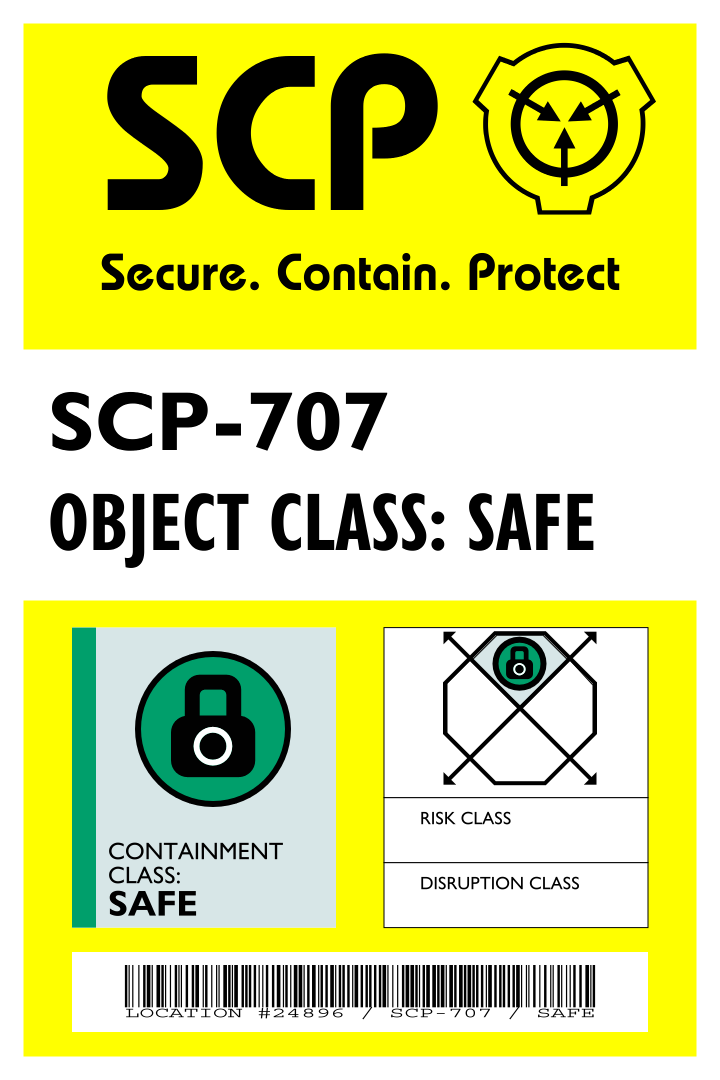 SCP
Secure. Contain. Protect
SCP-707
OBJECT CLASS: SAFE
CONTAINMENT
CLASS:
SAFE
RISK CLASS
DISRUPTION CLASS
LOCATION #24896 / SCP-707 / SAFE